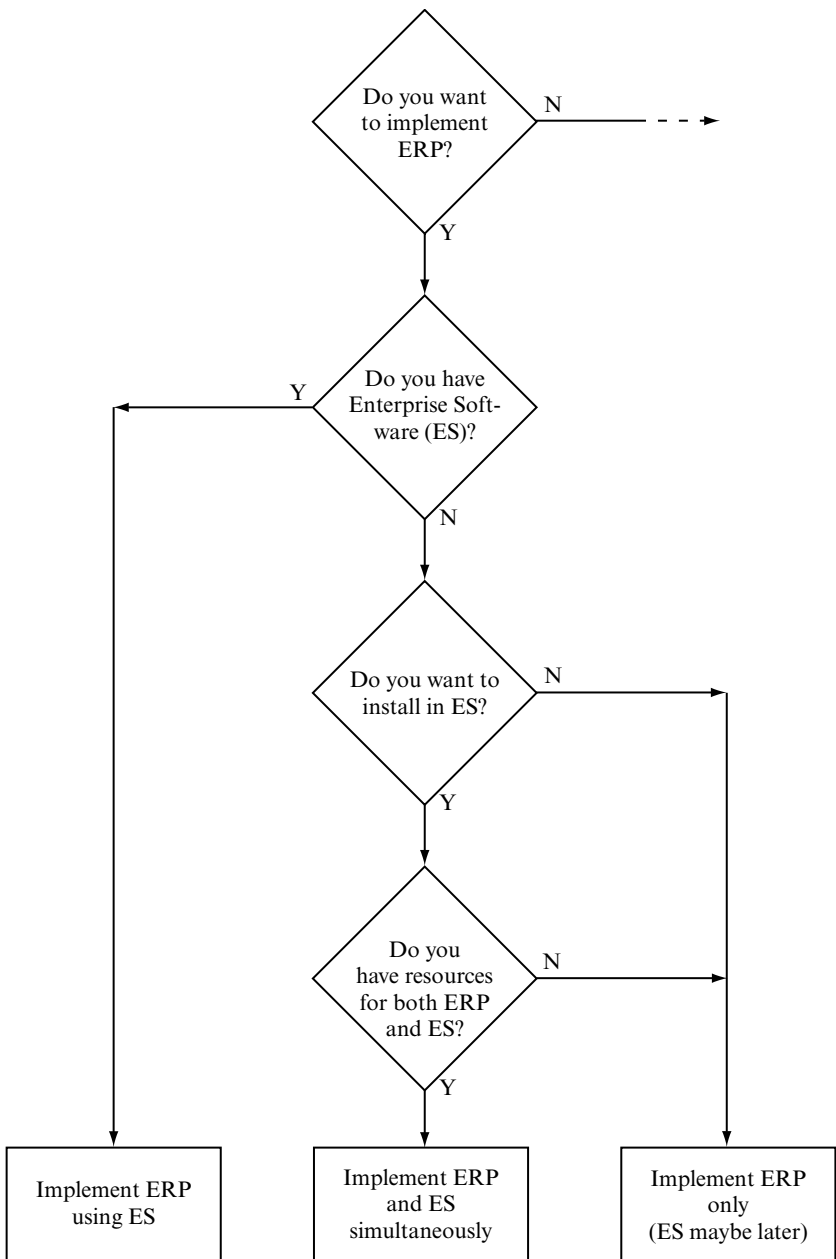 Do you want
to implement
ERP?
N
Y
Do you have
Enterprise Soft-
ware (ES)?
Y
N
Do you want to
install in ES?
N
Y
Do you
have resources
for both ERP
and ES?
N
Y
Implement ERP
using ES
Implement ERP
and ES
simultaneously
Implement ERP
only
(ES maybe later)